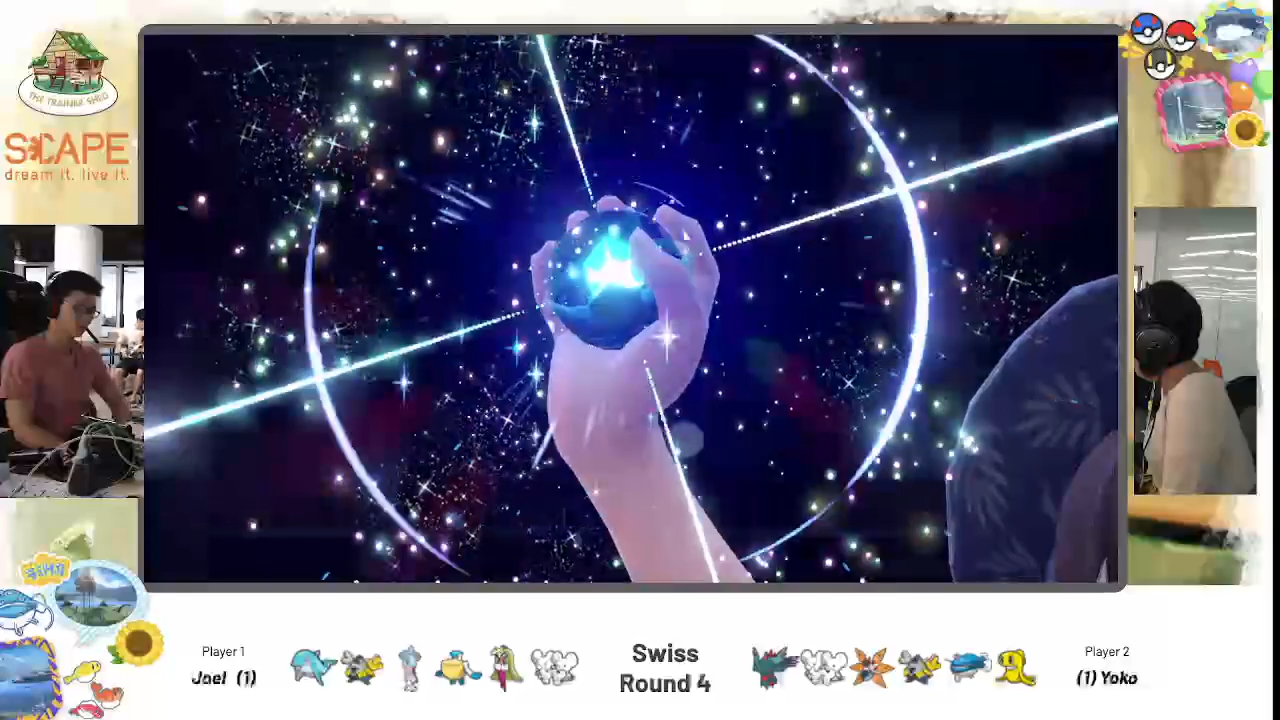 THE TRAINER SHED
SCAPE
dream it. live it.
Player 1
Joel (1)
Swiss
Round 4
Player 2
(1) Yoko